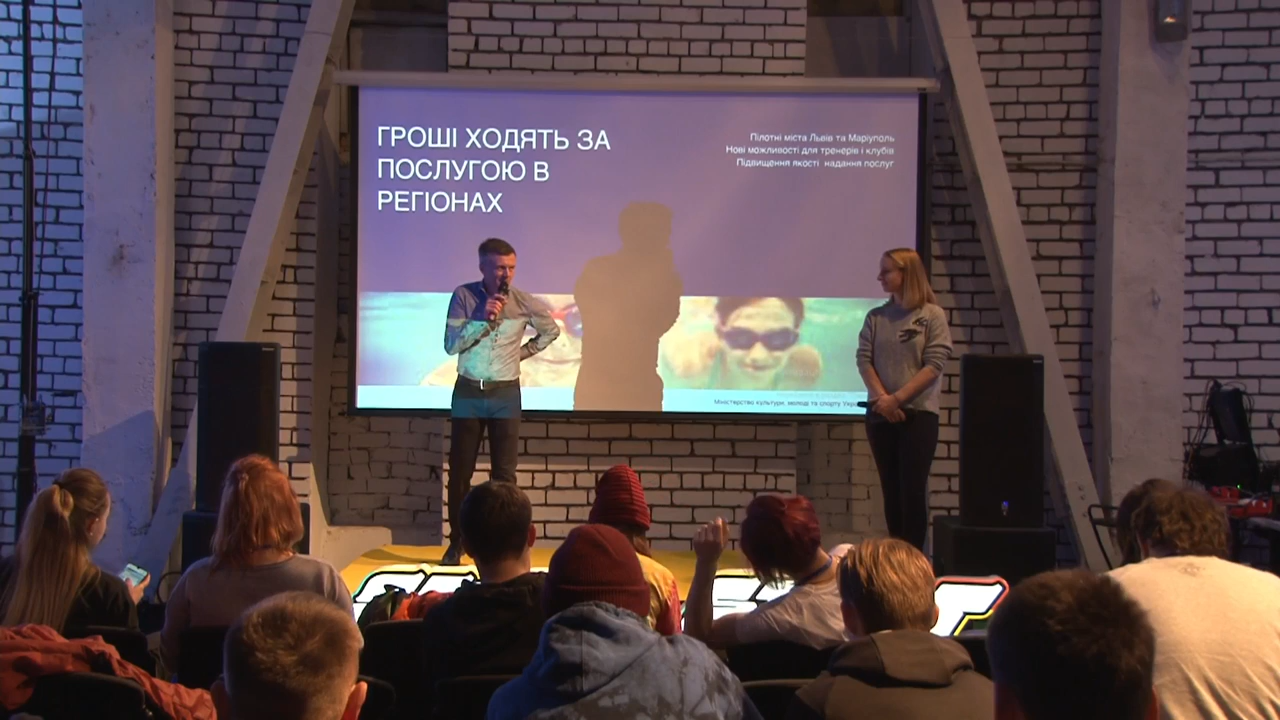 ГРОШІ ХОДЯТЬ ЗА
ПОСЛУГОЮ В
РЕГІОНАХ
Пілотні міста Львів та Маріуполь
Нові можливості для тренерів і клубів
Підвищення якості надання послуг
Міністерство культури, молоді та спорту